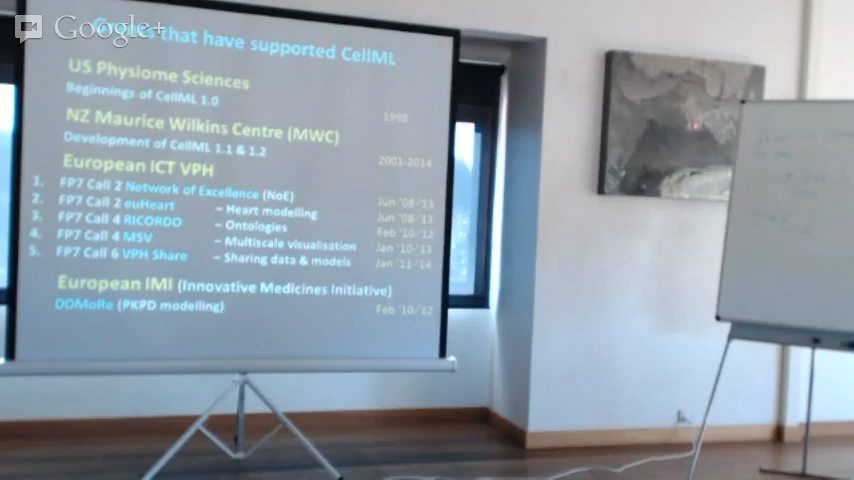 Google+
that have supported CellML
US Physiome Sciences
Beginnings of CellML 1.0 1998
NZ Maurice Wilkins Centre (MWC)
Development of CellML 1.1 & 1.2 2001-2014
European ICT VPH
1. FP7 Call 2 Network of Excellence (NoE) Jun '08-'13
2. FP7 Call 2 euHeart – Heart modelling Jun '08-'13
3. FP7 Call 4 RICORDO – Ontologies Feb '10-'12
4. FP7 Call 4 MSV – Multiscale visualisation Jan '10-'13
5. FP7 Call 6 VPH Share – Sharing data & models Jan '11-'14
European IMI (Innovative Medicines Initiative)
DDMoRe (PKPD modelling) Feb '10-'12